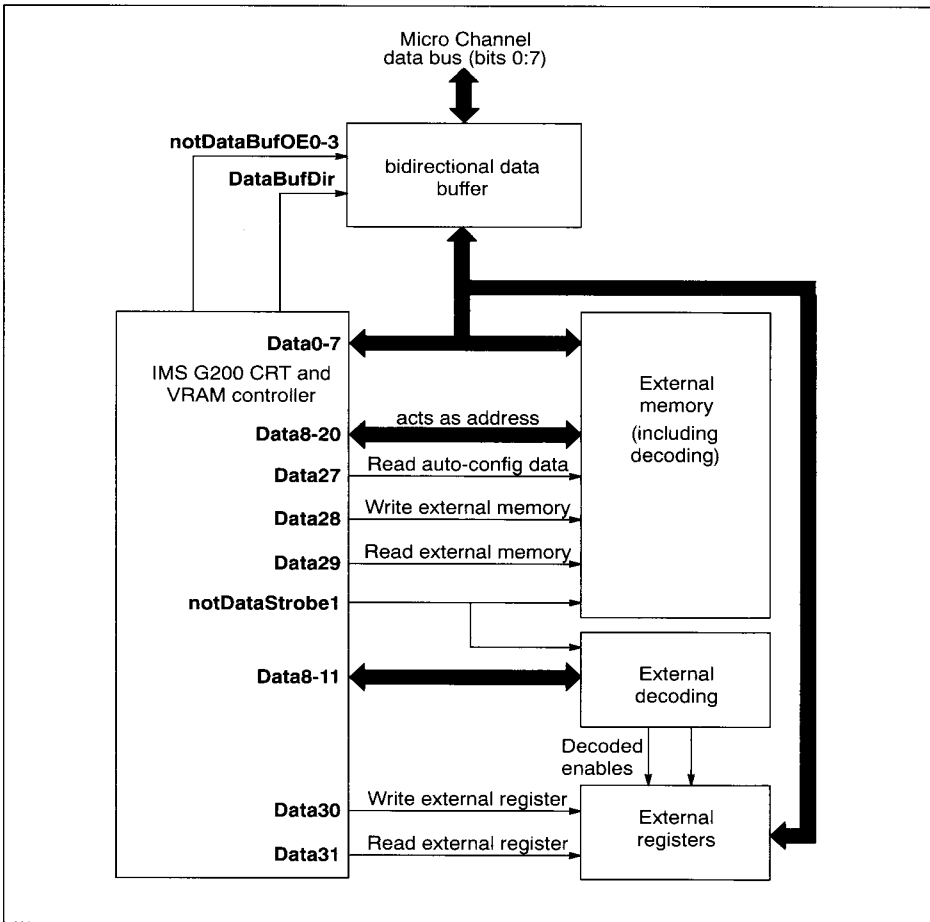 Micro Channel
data bus (bits 0:7)
notDataBufOE0-3
bidirectional data
buffer
DataBufDir
Data0-7
IMS G200 CRT and
VRAM controller
External
memory
(including
decoding)
acts as address
Data8-20
Read auto-config data
Data27
Write external memory
Data28
Read external memory
Data29
notDataStrobe1
Data8-11
External
decoding
Decoded
enables
Write external register
Data30
External
registers
Read external register
Data31